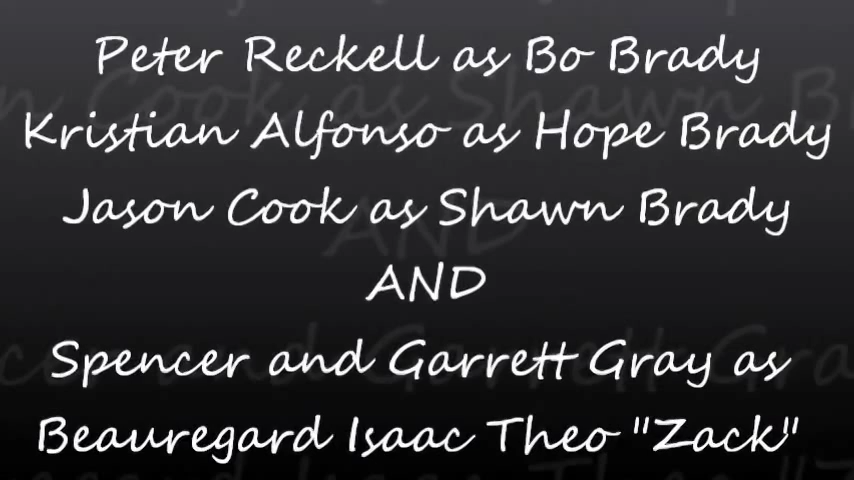 Peter Reckell as Bo Brady
Kristian Alfonso as Hope Brady
Jason Cook as Shawn Brady
AND
Spencer and Garrett Gray as
Beauregard Isaac Theo "Zack"